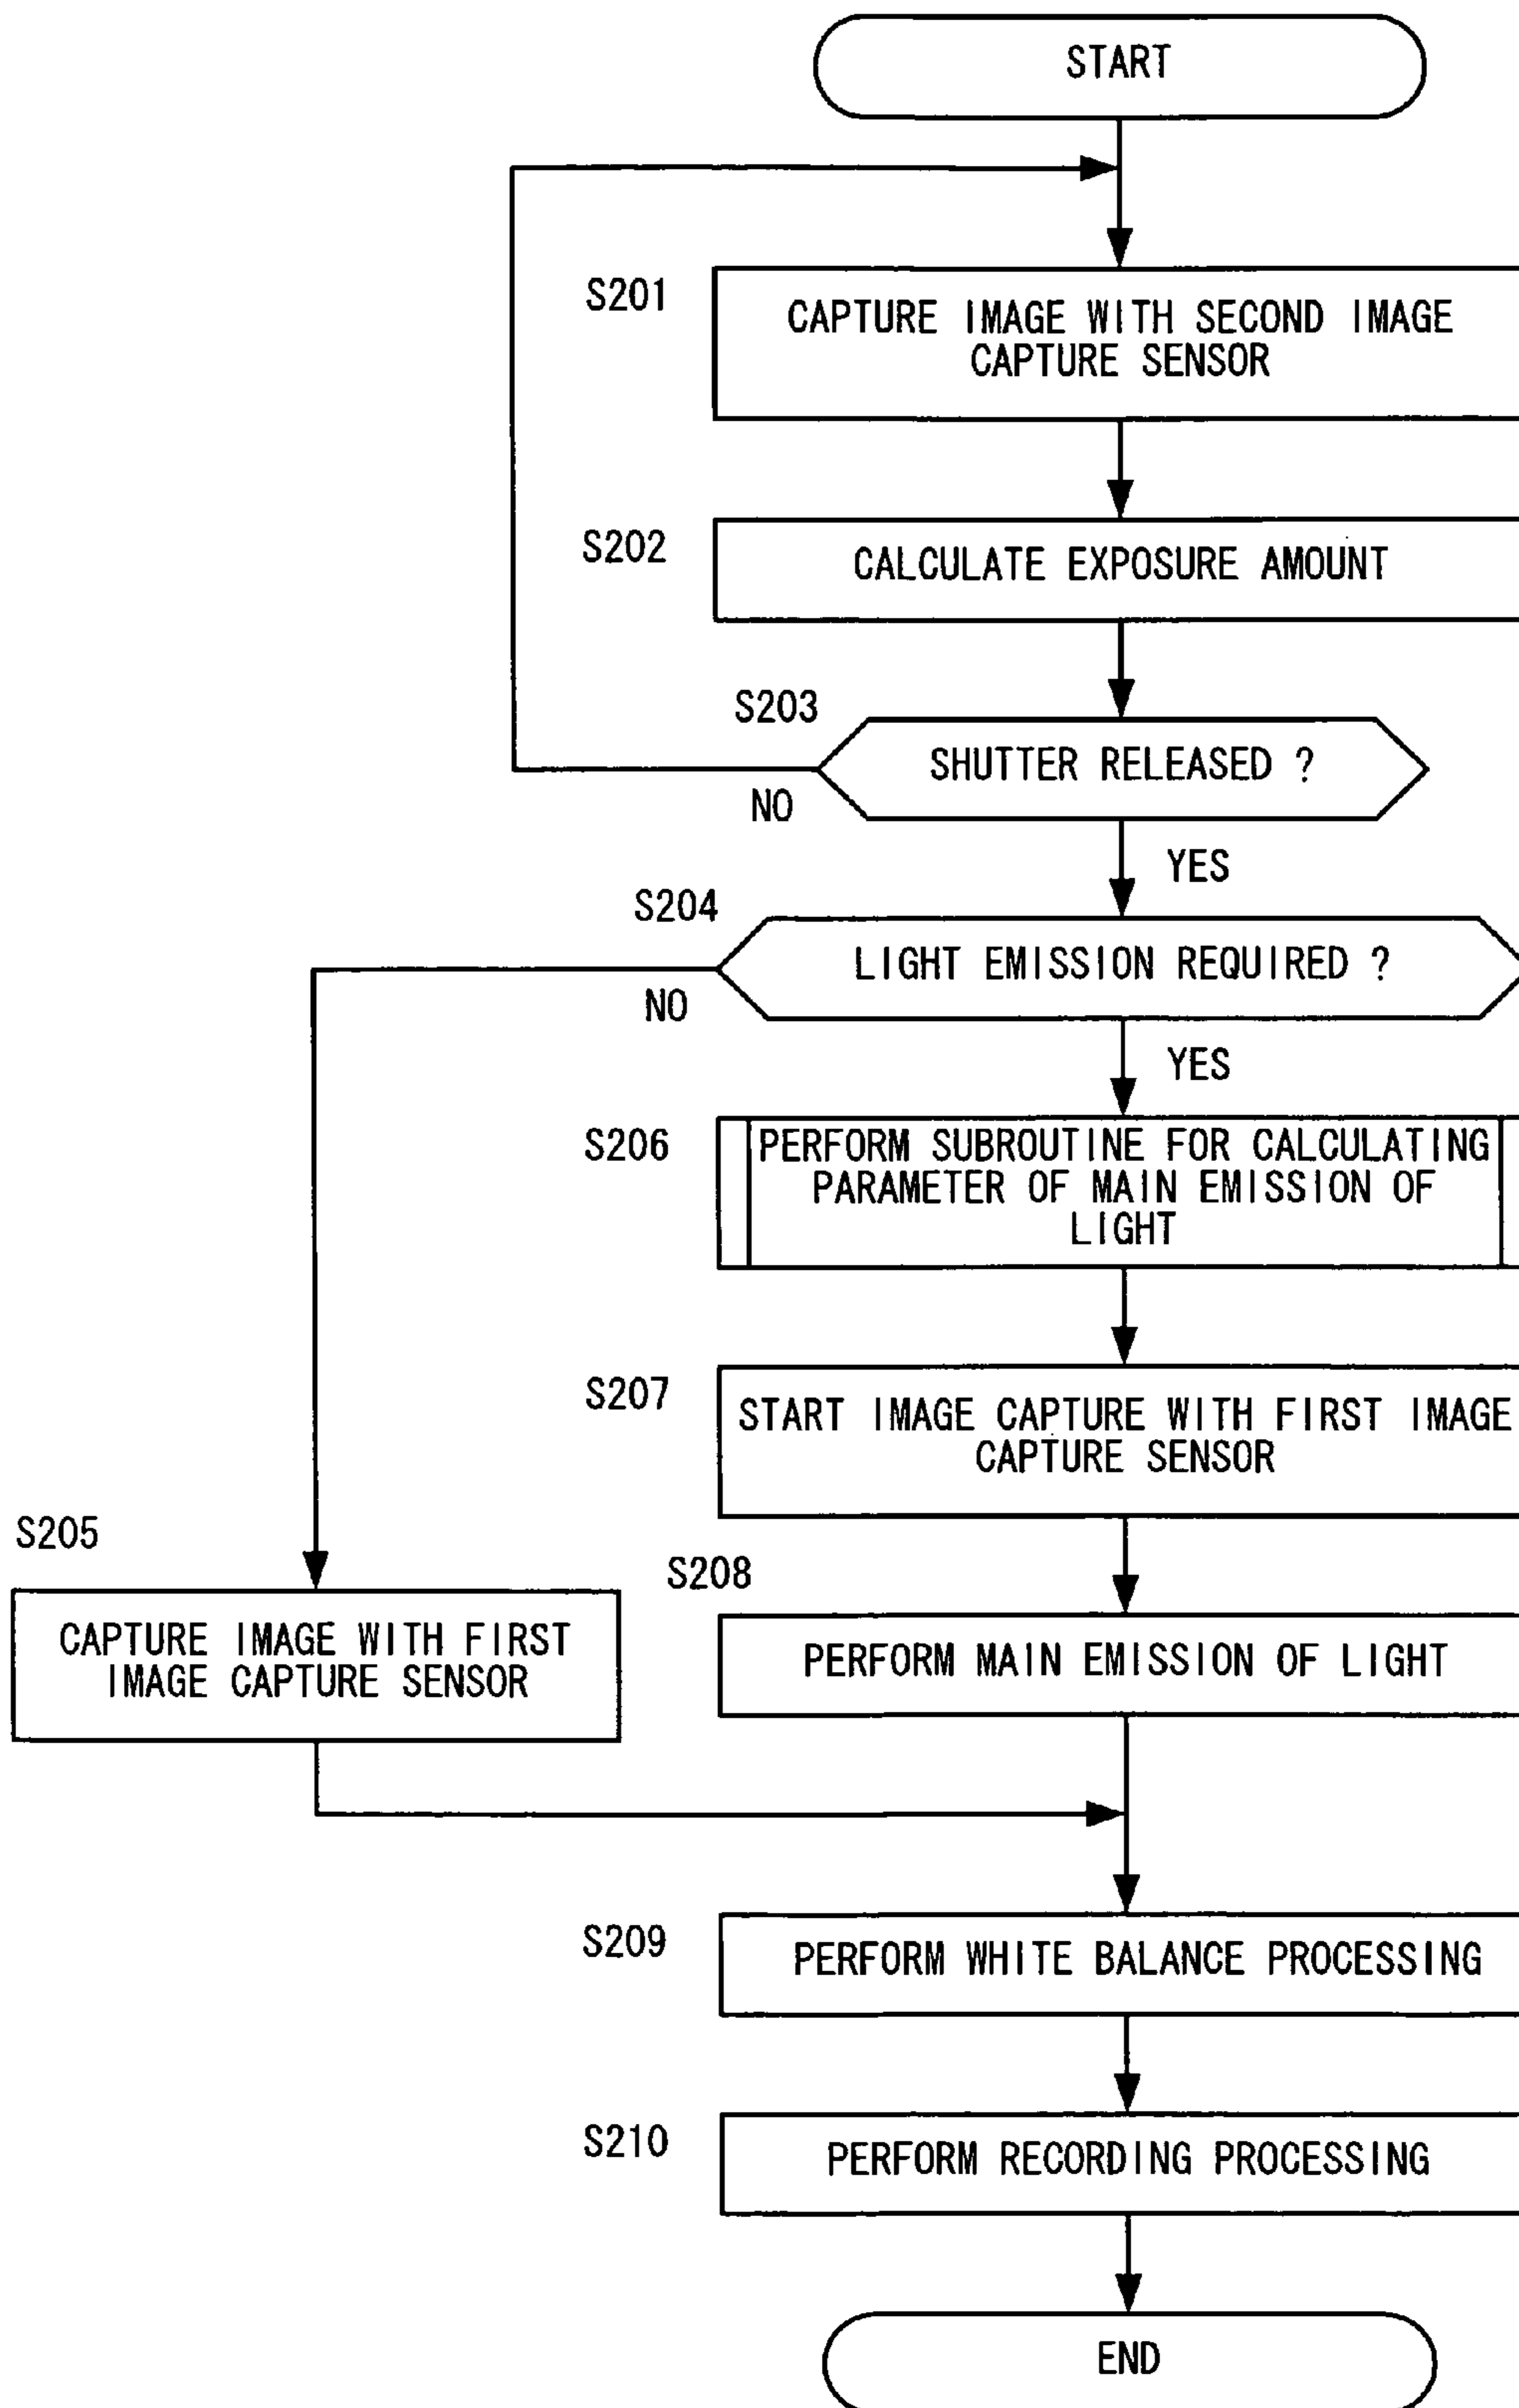 START
S201
CAPTURE IMAGE WITH SECOND IMAGE
CAPTURE SENSOR
S202
CALCULATE EXPOSURE AMOUNT
S203
SHUTTER RELEASED ?
NO
YES
S204
LIGHT EMISSION REQUIRED ?
NO
YES
S206
PERFORM SUBROUTINE FOR CALCULATING
PARAMETER OF MAIN EMISSION OF
LIGHT
S207
START IMAGE CAPTURE WITH FIRST IMAGE
CAPTURE SENSOR
S205
CAPTURE IMAGE WITH FIRST
IMAGE CAPTURE SENSOR
S208
PERFORM MAIN EMISSION OF LIGHT
S209
PERFORM WHITE BALANCE PROCESSING
S210
PERFORM RECORDING PROCESSING
END